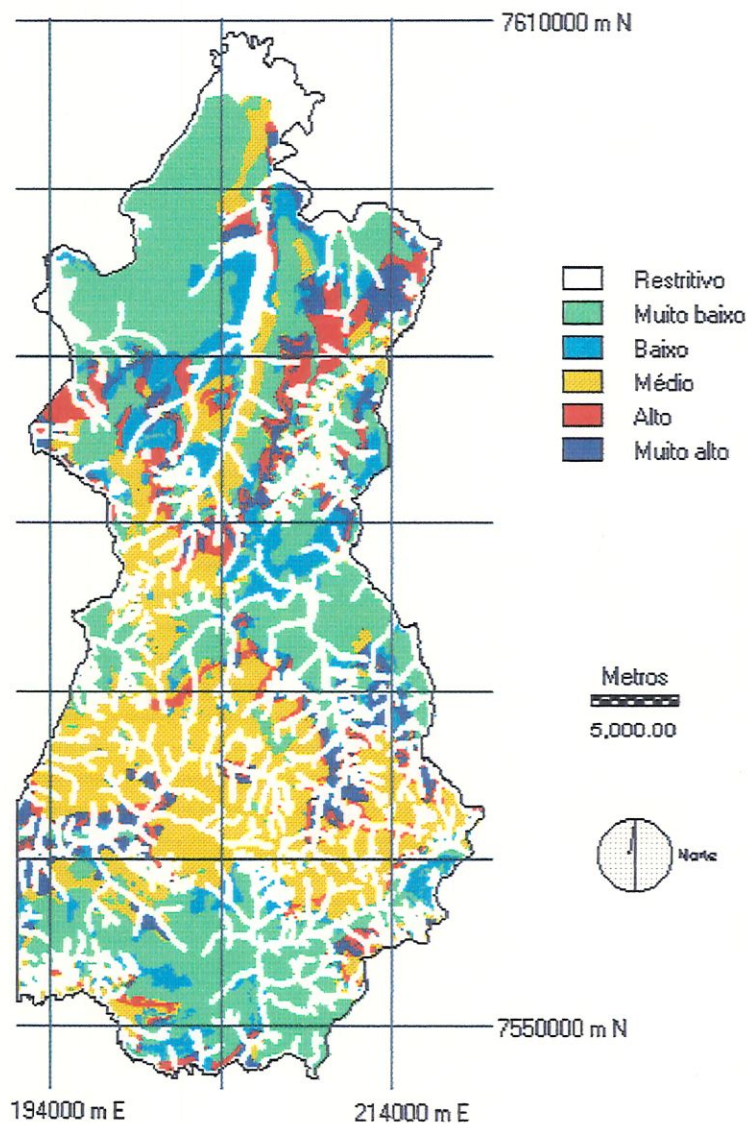 7610000 m N
Restritivo
Muito baixo
Baixo
Médio
Alto
Muito alto
Metros
5,000.00
Norte
7550000 m N
194000 m E
214000 m E